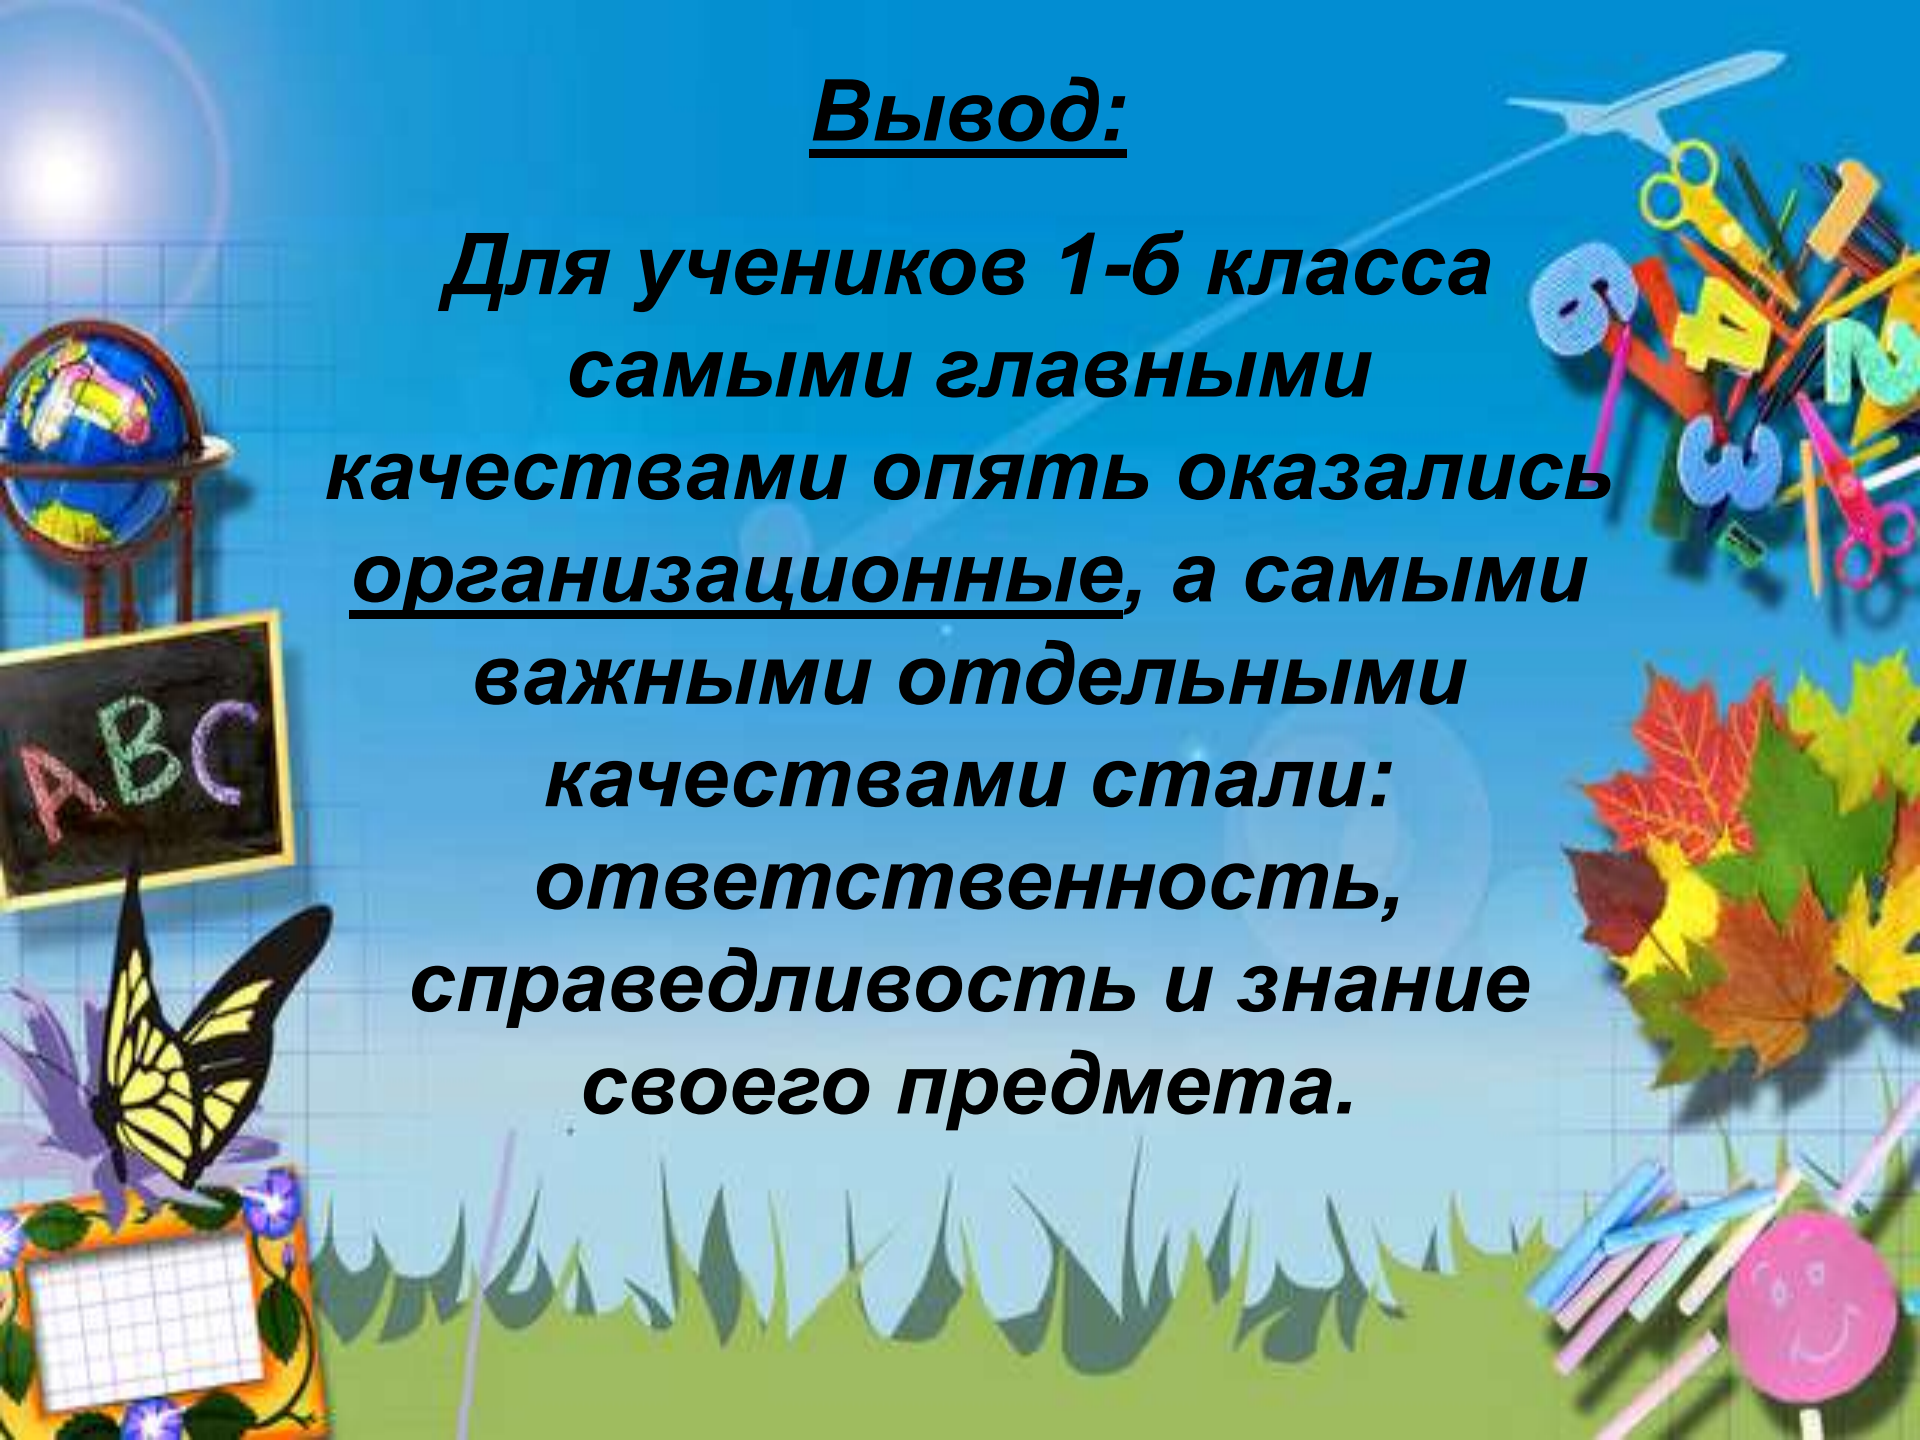 Вывод:
Для учеников 1-б класса
самыми главными
качествами опять оказались
организационные, а самыми
важными отдельными
качествами стали:
ответственность,
справедливость и знание
своего предмета.
ABC